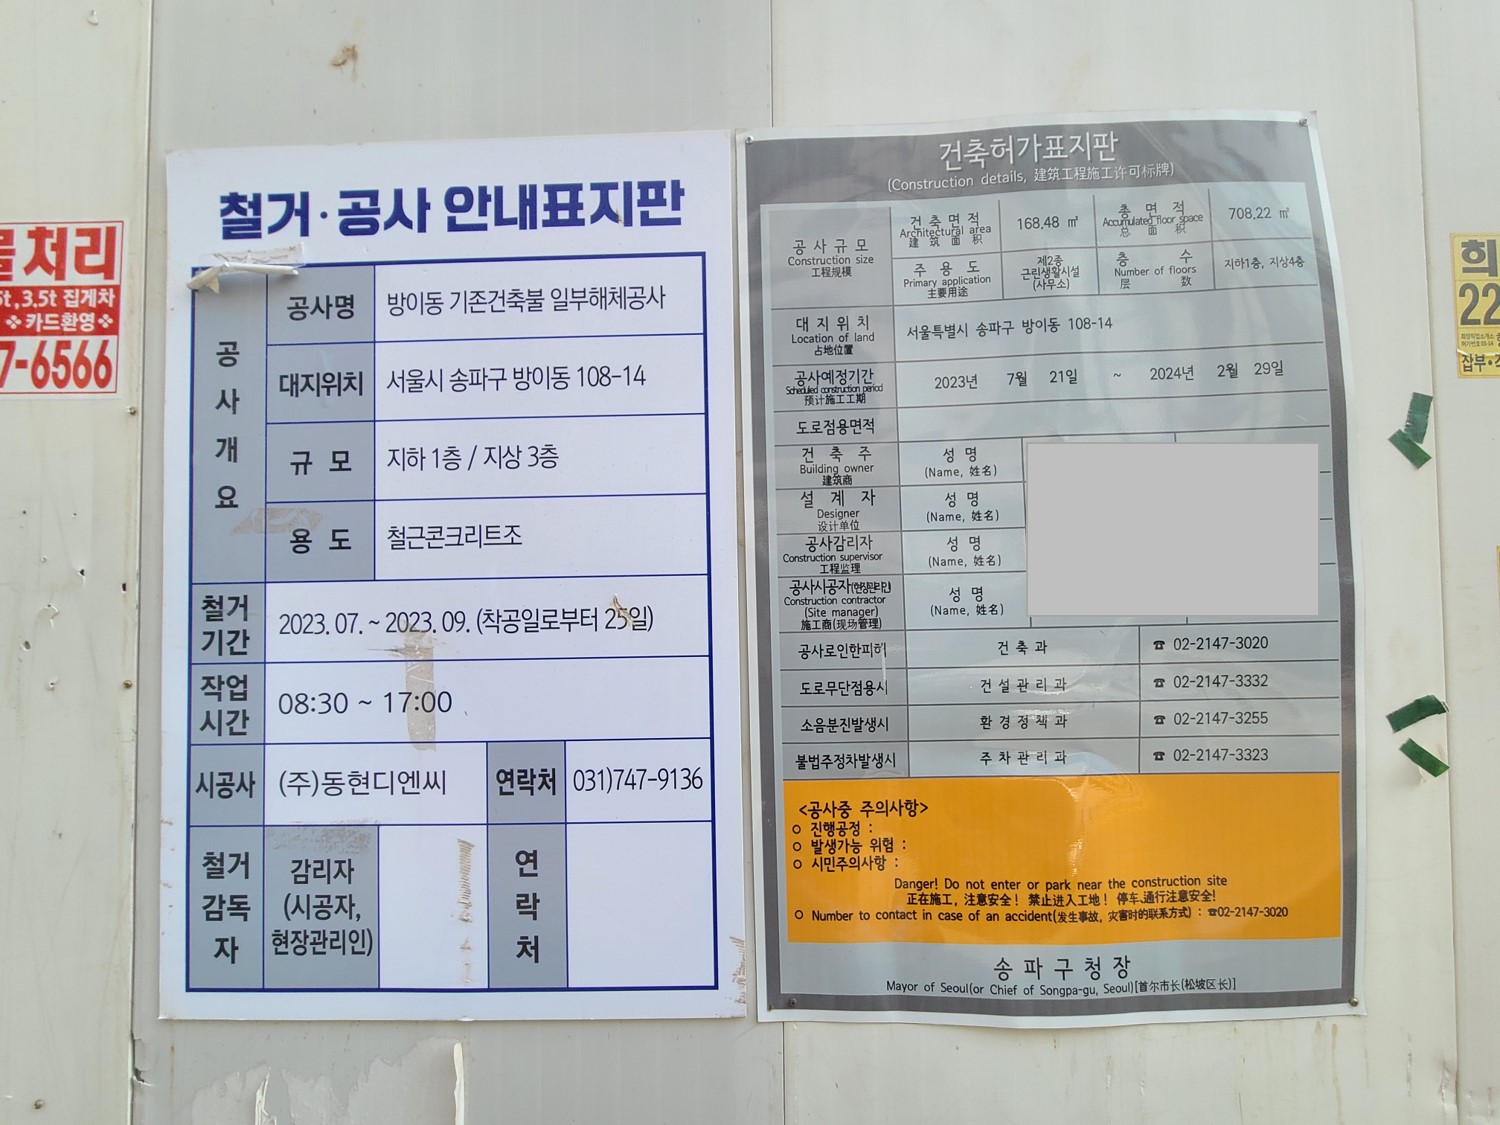 물처리
5t, 3.5t 집게차
※ 카드환영 ※
7-6566
철거·공사 안내표지판
공사개요
공사명 방이동 기존건축불 일부해체공사
대지위치 서울시 송파구 방이동 108-14
규 모 지하 1층 / 지상 3층
용 도 철근콘크리트조
철거기간 2023. 07. ~ 2023. 09. (착공일로부터 25일)
작업시간 08:30 ~ 17:00
시공사 (주)동현디엔씨 연락처 031)747-9136
철거감독자 감리자 (시공자, 현장관리인) 연락처
건축허가표지판
(Construction details, 建筑工程施工许可标牌)
공 사 규 모
Construction size
工程规模
건 축 면 적
Architectural area
建 筑 面 积
168.48 ㎡
총 면 적
Accumulated floor space
总 面 积
708.22 ㎡
주 용 도
Primary application
主要用途
제2종
근린생활시설
(사무소)
층 수
Number of floors
层 数
지하1층, 지상4층
대 지 위 치
Location of land
占地位置
서울특별시 송파구 방이동 108-14
공사예정기간
Scheduled construction period
预计施工工期
2023년 7월 21일 ~ 2024년 2월 29일
도로점용면적
건 축 주
Building owner
建筑商
성 명
(Name, 姓名)
설 계 자
Designer
设计单位
성 명
(Name, 姓名)
공사감리자
Construction supervisor
工程监理
성 명
(Name, 姓名)
공사시공자(현장관리인)
Construction contractor
(Site manager)
施工商(现场管理)
성 명
(Name, 姓名)
공사로인한피해 건 축 과 ☎ 02-2147-3020
도로무단점용시 건 설 관 리 과 ☎ 02-2147-3332
소음분진발생시 환 경 정 책 과 ☎ 02-2147-3255
불법주정차발생시 주 차 관 리 과 ☎ 02-2147-3323
<공사중 주의사항>
○ 진행공정 :
○ 발생가능 위험 :
○ 시민주의사항 :
Danger! Do not enter or park near the construction site
正在施工，注意安全！ 禁止进入工地！ 停车、通行注意安全!
○ Number to contact in case of an accident(发生事故, 灾害时的联系方式) : ☎02-2147-3020
송 파 구 청 장
Mayor of Seoul(or Chief of Songpa-gu, Seoul)[首尔市长(松坡区长)]
희
22
잡부·